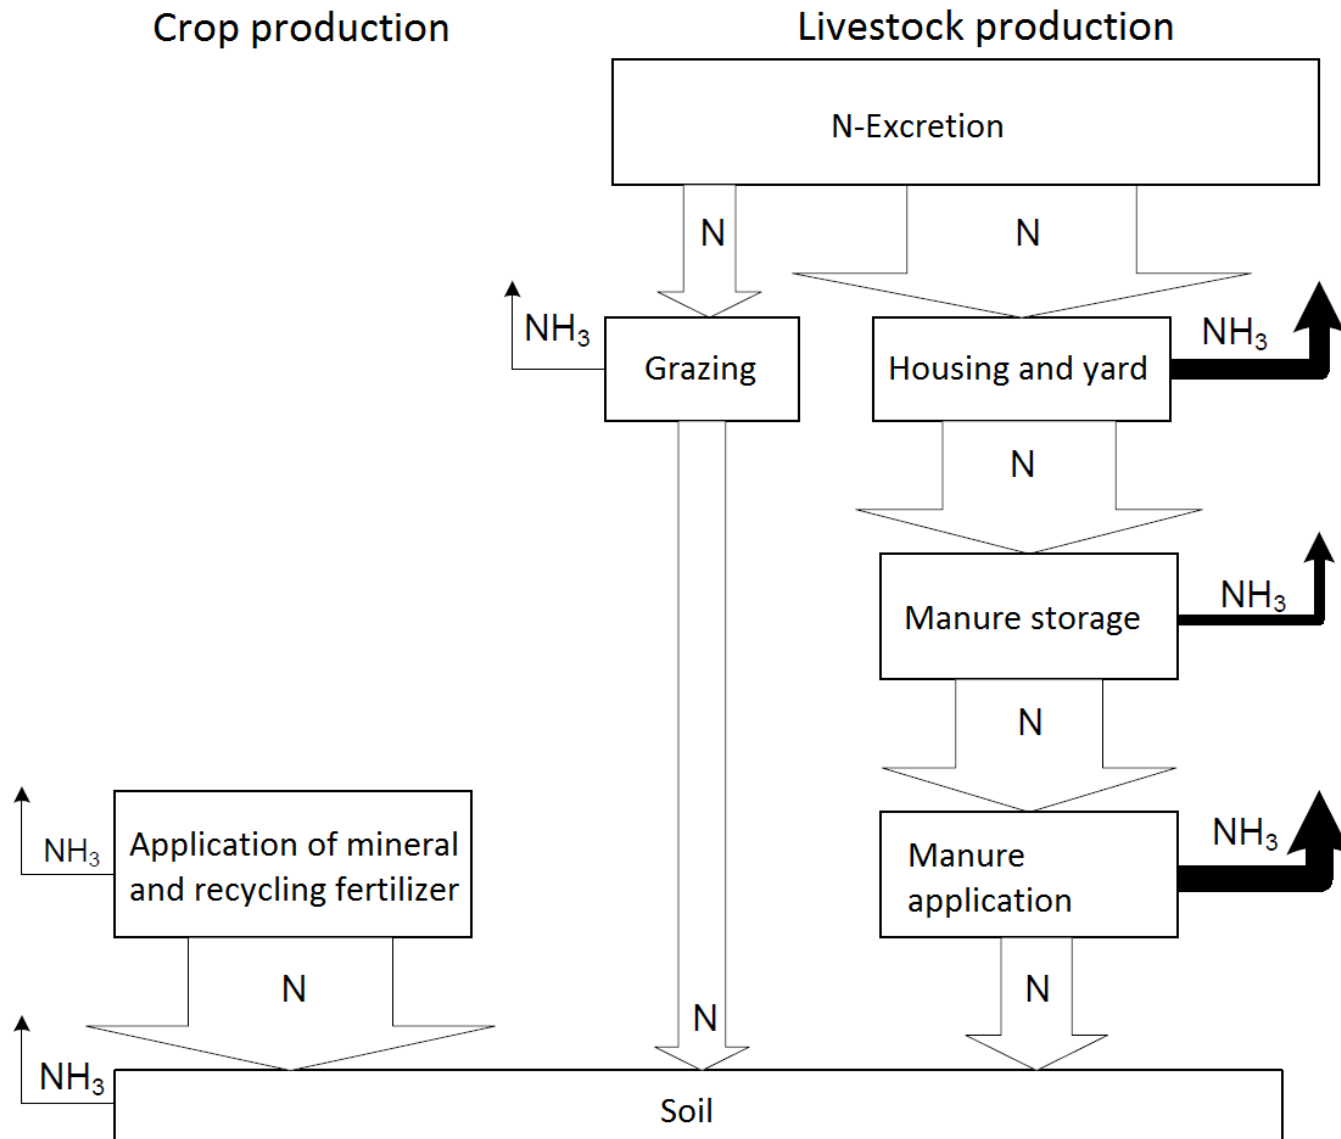 Crop production
Livestock production
N-Excretion
N
N
NH₃
Grazing
Housing and yard
NH₃
N
Manure storage
NH₃
N
NH₃
Application of mineral
and recycling fertilizer
Manure
application
NH₃
N
N
N
NH₃
Soil